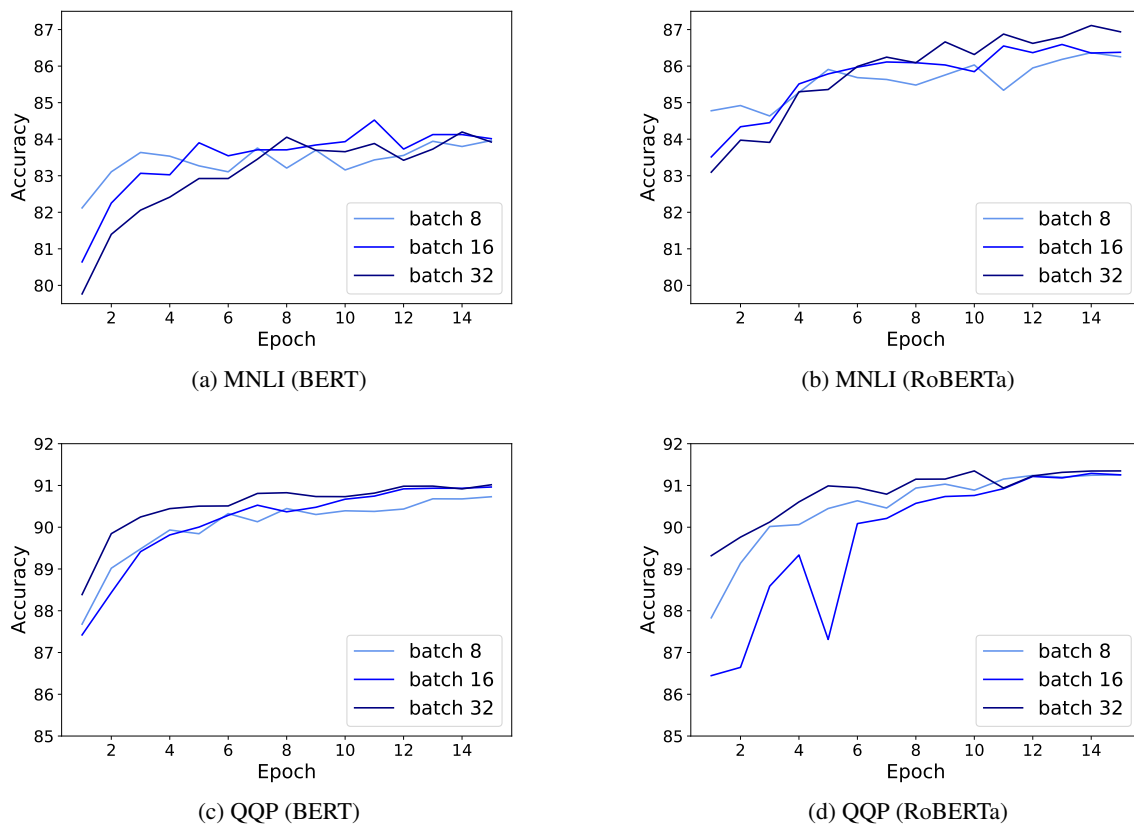 87
86
85
84
83
82
81
80
Accuracy
2 4 6 8 10 12 14
Epoch
batch 8
batch 16
batch 32
(a) MNLI (BERT)
87
86
85
84
83
82
81
80
Accuracy
2 4 6 8 10 12 14
Epoch
batch 8
batch 16
batch 32
(b) MNLI (RoBERTa)
92
91
90
89
88
87
86
85
Accuracy
2 4 6 8 10 12 14
Epoch
batch 8
batch 16
batch 32
(c) QQP (BERT)
92
91
90
89
88
87
86
85
Accuracy
2 4 6 8 10 12 14
Epoch
batch 8
batch 16
batch 32
(d) QQP (RoBERTa)